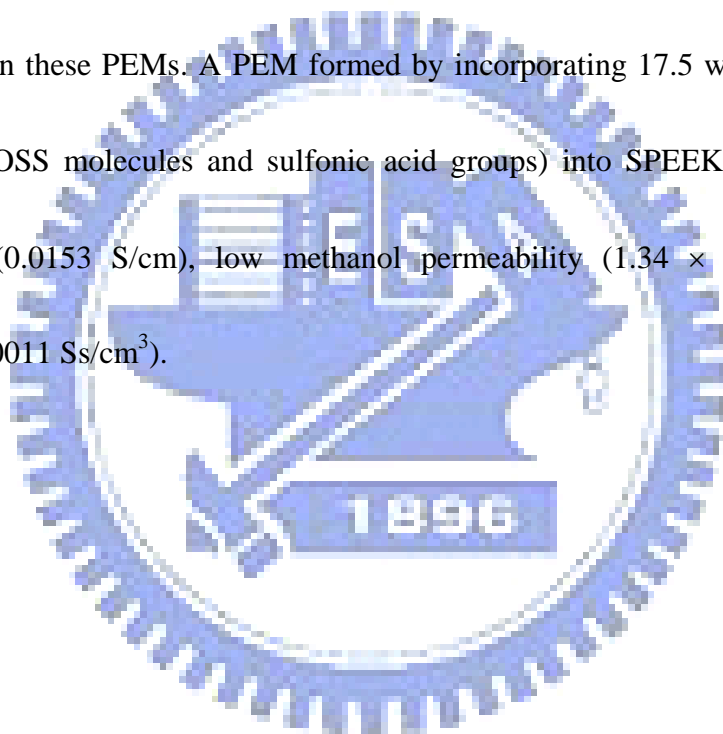 n these PEMs. A PEM formed by incorporating 17.5 w
OSS molecules and sulfonic acid groups) into SPEEK
(0.0153 S/cm), low methanol permeability (1.34 ×
0011 Ss/cm³).
E S
1896